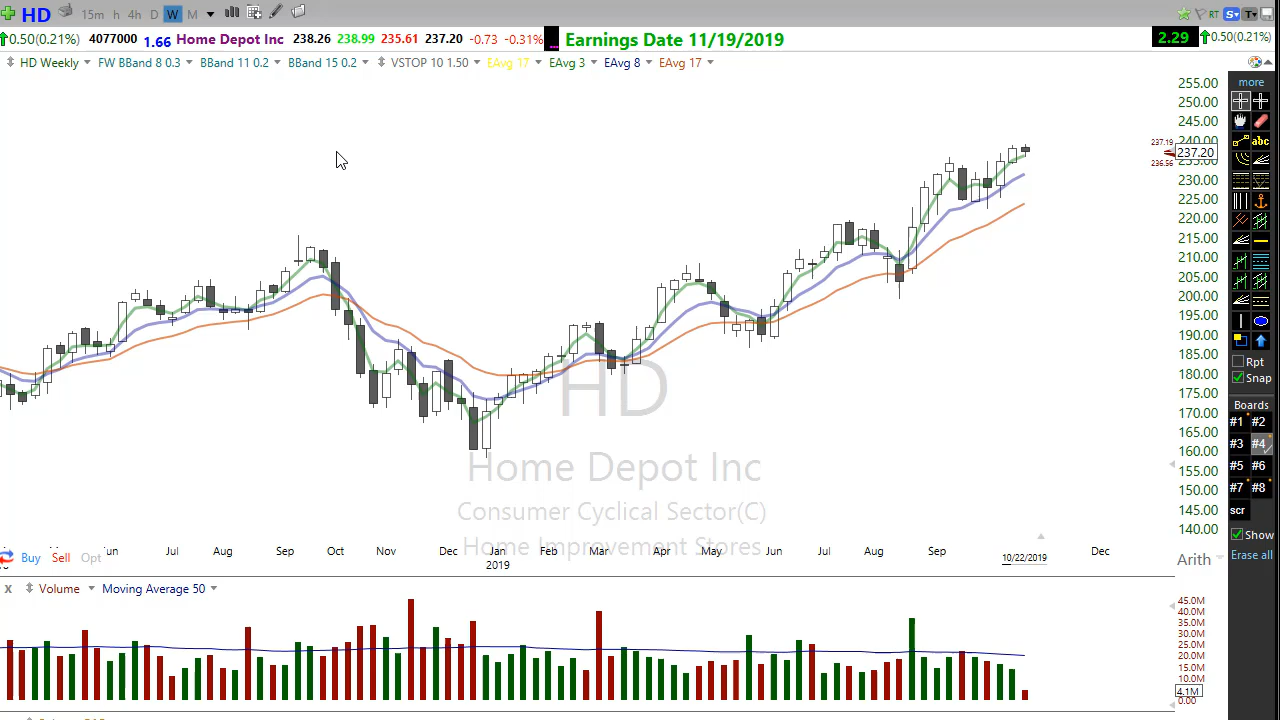 HD 15m h 4h D W M RT S T
0.50(0.21%) 4077000 1.66 Home Depot Inc 238.26 238.99 235.61 237.20 -0.73 -0.31% ... Earnings Date 11/19/2019 2.29 0.50(0.21%)
HD Weekly FW BBand 8 0.3 BBand 11 0.2 BBand 15 0.2 VSTOP 10 1.50 EAvg 17 EAvg 3 EAvg 8 EAvg 17
more
abc
255.00
250.00
245.00
240.00
237.19
237.20
236.56
235.00
230.00
225.00
220.00
215.00
210.00
205.00
200.00
195.00
190.00
185.00
180.00
175.00
170.00
165.00
160.00
155.00
150.00
145.00
140.00
Rpt
Snap
Boards
#1 #2
#3 #4
#5 #6
#7 #8
scr
Show
Erase all
HD
Home Depot Inc
Consumer Cyclical Sector(C)
Home Improvement Stores
Buy Sell Opt
un Jul Aug Sep Oct Nov Dec Jan Feb Mar Apr May Jun Jul Aug Sep 10/22/2019 Dec
2019
Arith
X Volume Moving Average 50
45.0M
40.0M
35.0M
30.0M
25.0M
20.0M
15.0M
10.0M
4.1M
0.00